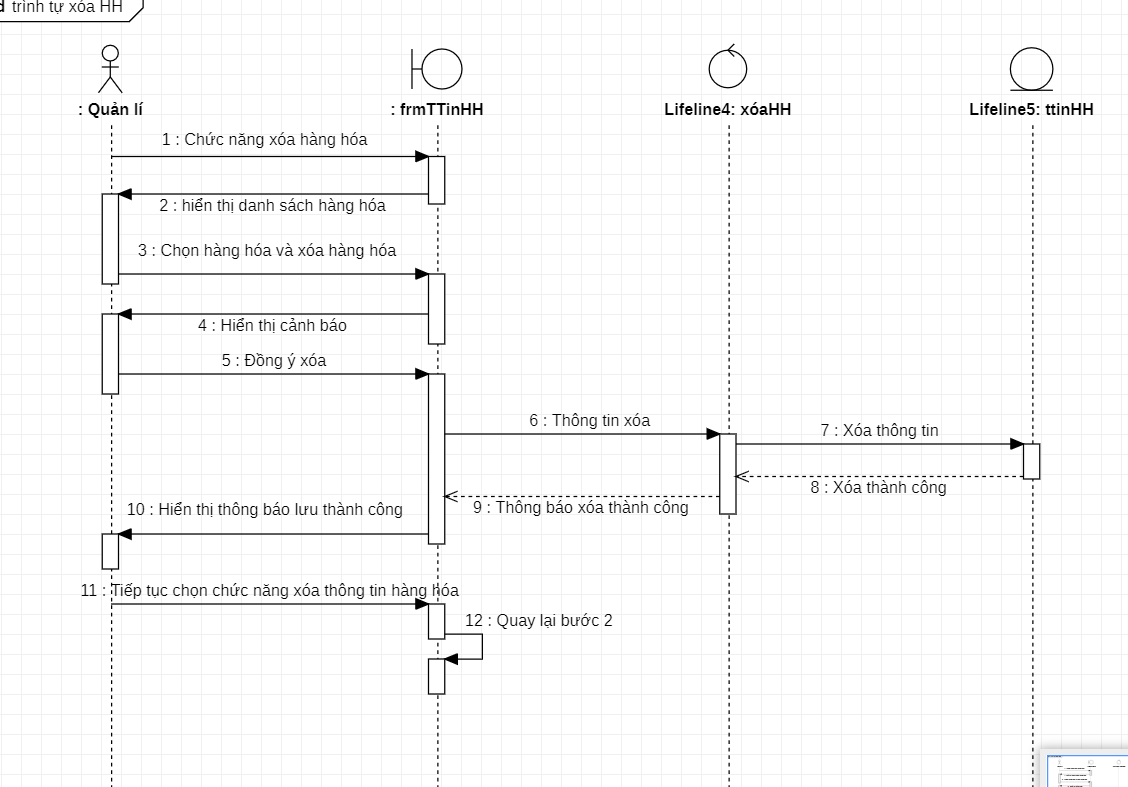 d trình tự xóa HH
: Quản lí
: frmTTinHH
Lifeline4: xóaHH
Lifeline5: ttinHH
1 : Chức năng xóa hàng hóa
2 : hiển thị danh sách hàng hóa
3 : Chọn hàng hóa và xóa hàng hóa
4 : Hiển thị cảnh báo
5 : Đồng ý xóa
6 : Thông tin xóa
7 : Xóa thông tin
8 : Xóa thành công
9 : Thông báo xóa thành công
10 : Hiển thị thông báo lưu thành công
11 : Tiếp tục chọn chức năng xóa thông tin hàng hóa
12 : Quay lại bước 2